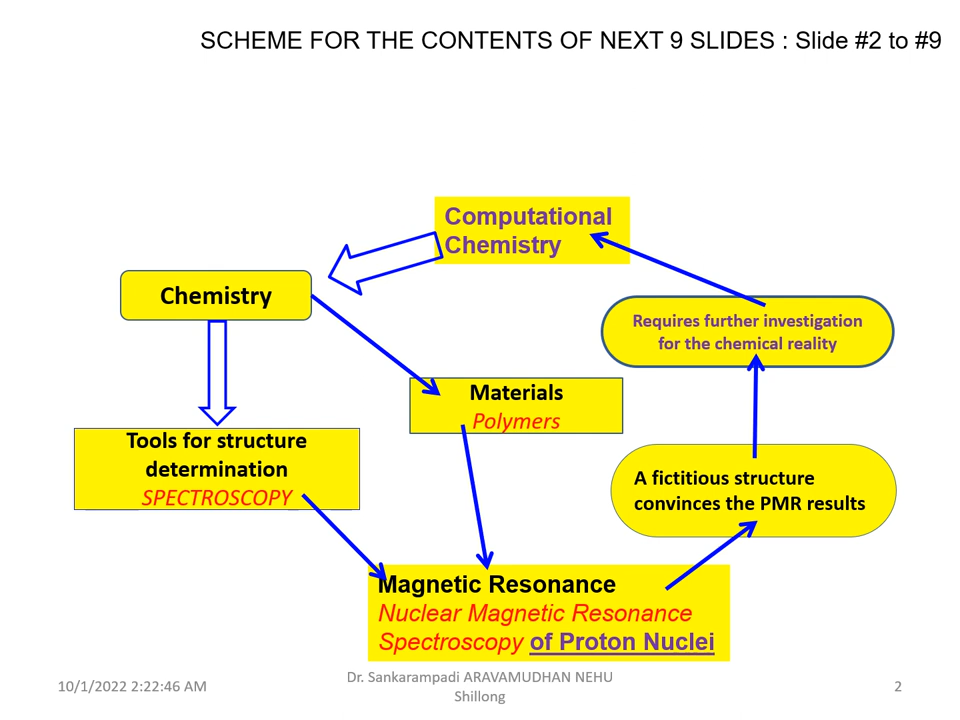 SCHEME FOR THE CONTENTS OF NEXT 9 SLIDES : Slide #2 to #9
Computational
Chemistry
Chemistry
Requires further investigation
for the chemical reality
Materials
Polymers
Tools for structure
determination
SPECTROSCOPY
A fictitious structure
convinces the PMR results
Magnetic Resonance
Nuclear Magnetic Resonance
Spectroscopy of Proton Nuclei
10/1/2022 2:22:46 AM
Dr. Sankarampadi ARAVAMUDHAN NEHU
Shillong
2